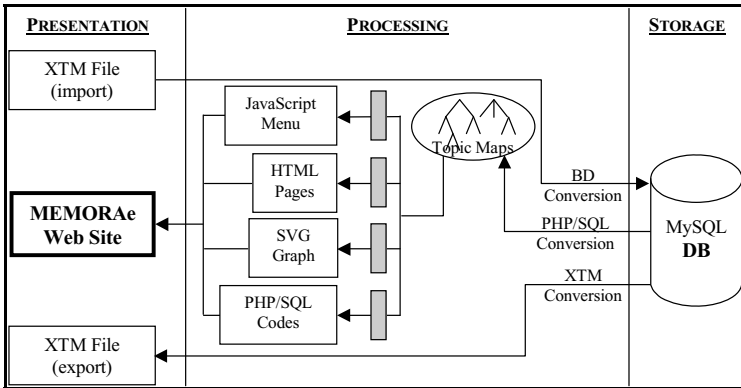 PRESENTATION
PROCESSING
STORAGE
XTM File
(import)
JavaScript
Menu
Topic Maps
HTML
Pages
BD
Conversion
MEMORAe
Web Site
SVG
Graph
PHP/SQL
Conversion
MySQL
DB
PHP/SQL
Codes
XTM
Conversion
XTM File
(export)